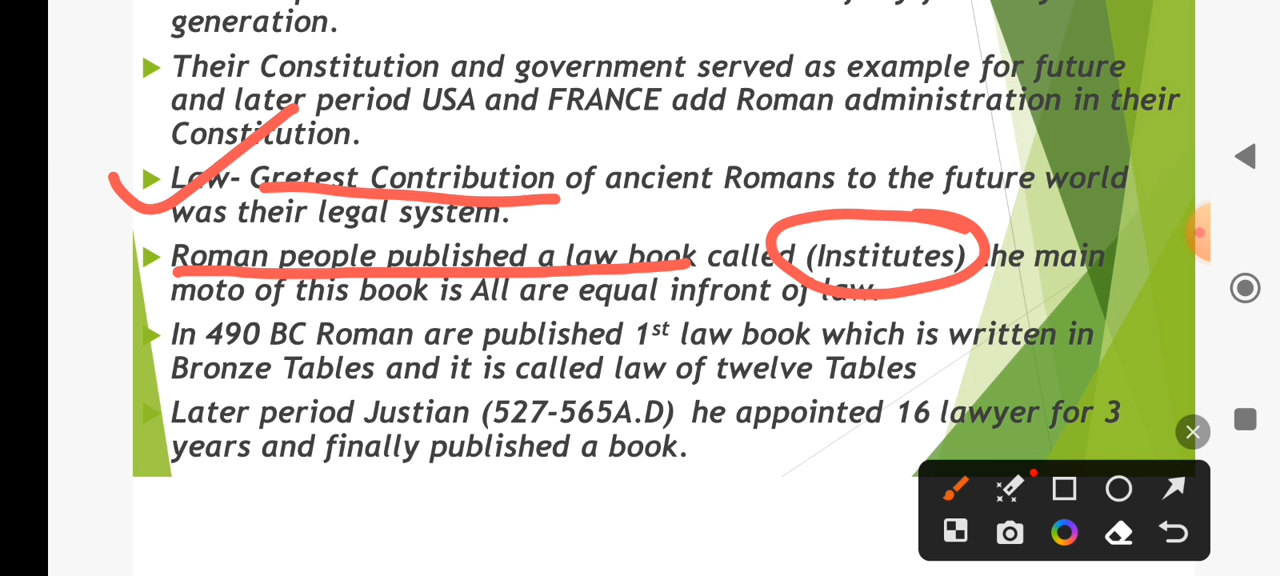 generation.
Their Constitution and government served as example for future
and later period USA and FRANCE add Roman administration in their
Constitution.
Law- Gretest Contribution of ancient Romans to the future world
was their legal system.
Roman people published a law book called (Institutes) the main
moto of this book is All are equal infront of law.
In 490 BC Roman are published 1st law book which is written in
Bronze Tables and it is called law of twelve Tables
Later period Justian (527-565A.D) he appointed 16 lawyer for 3
years and finally published a book.